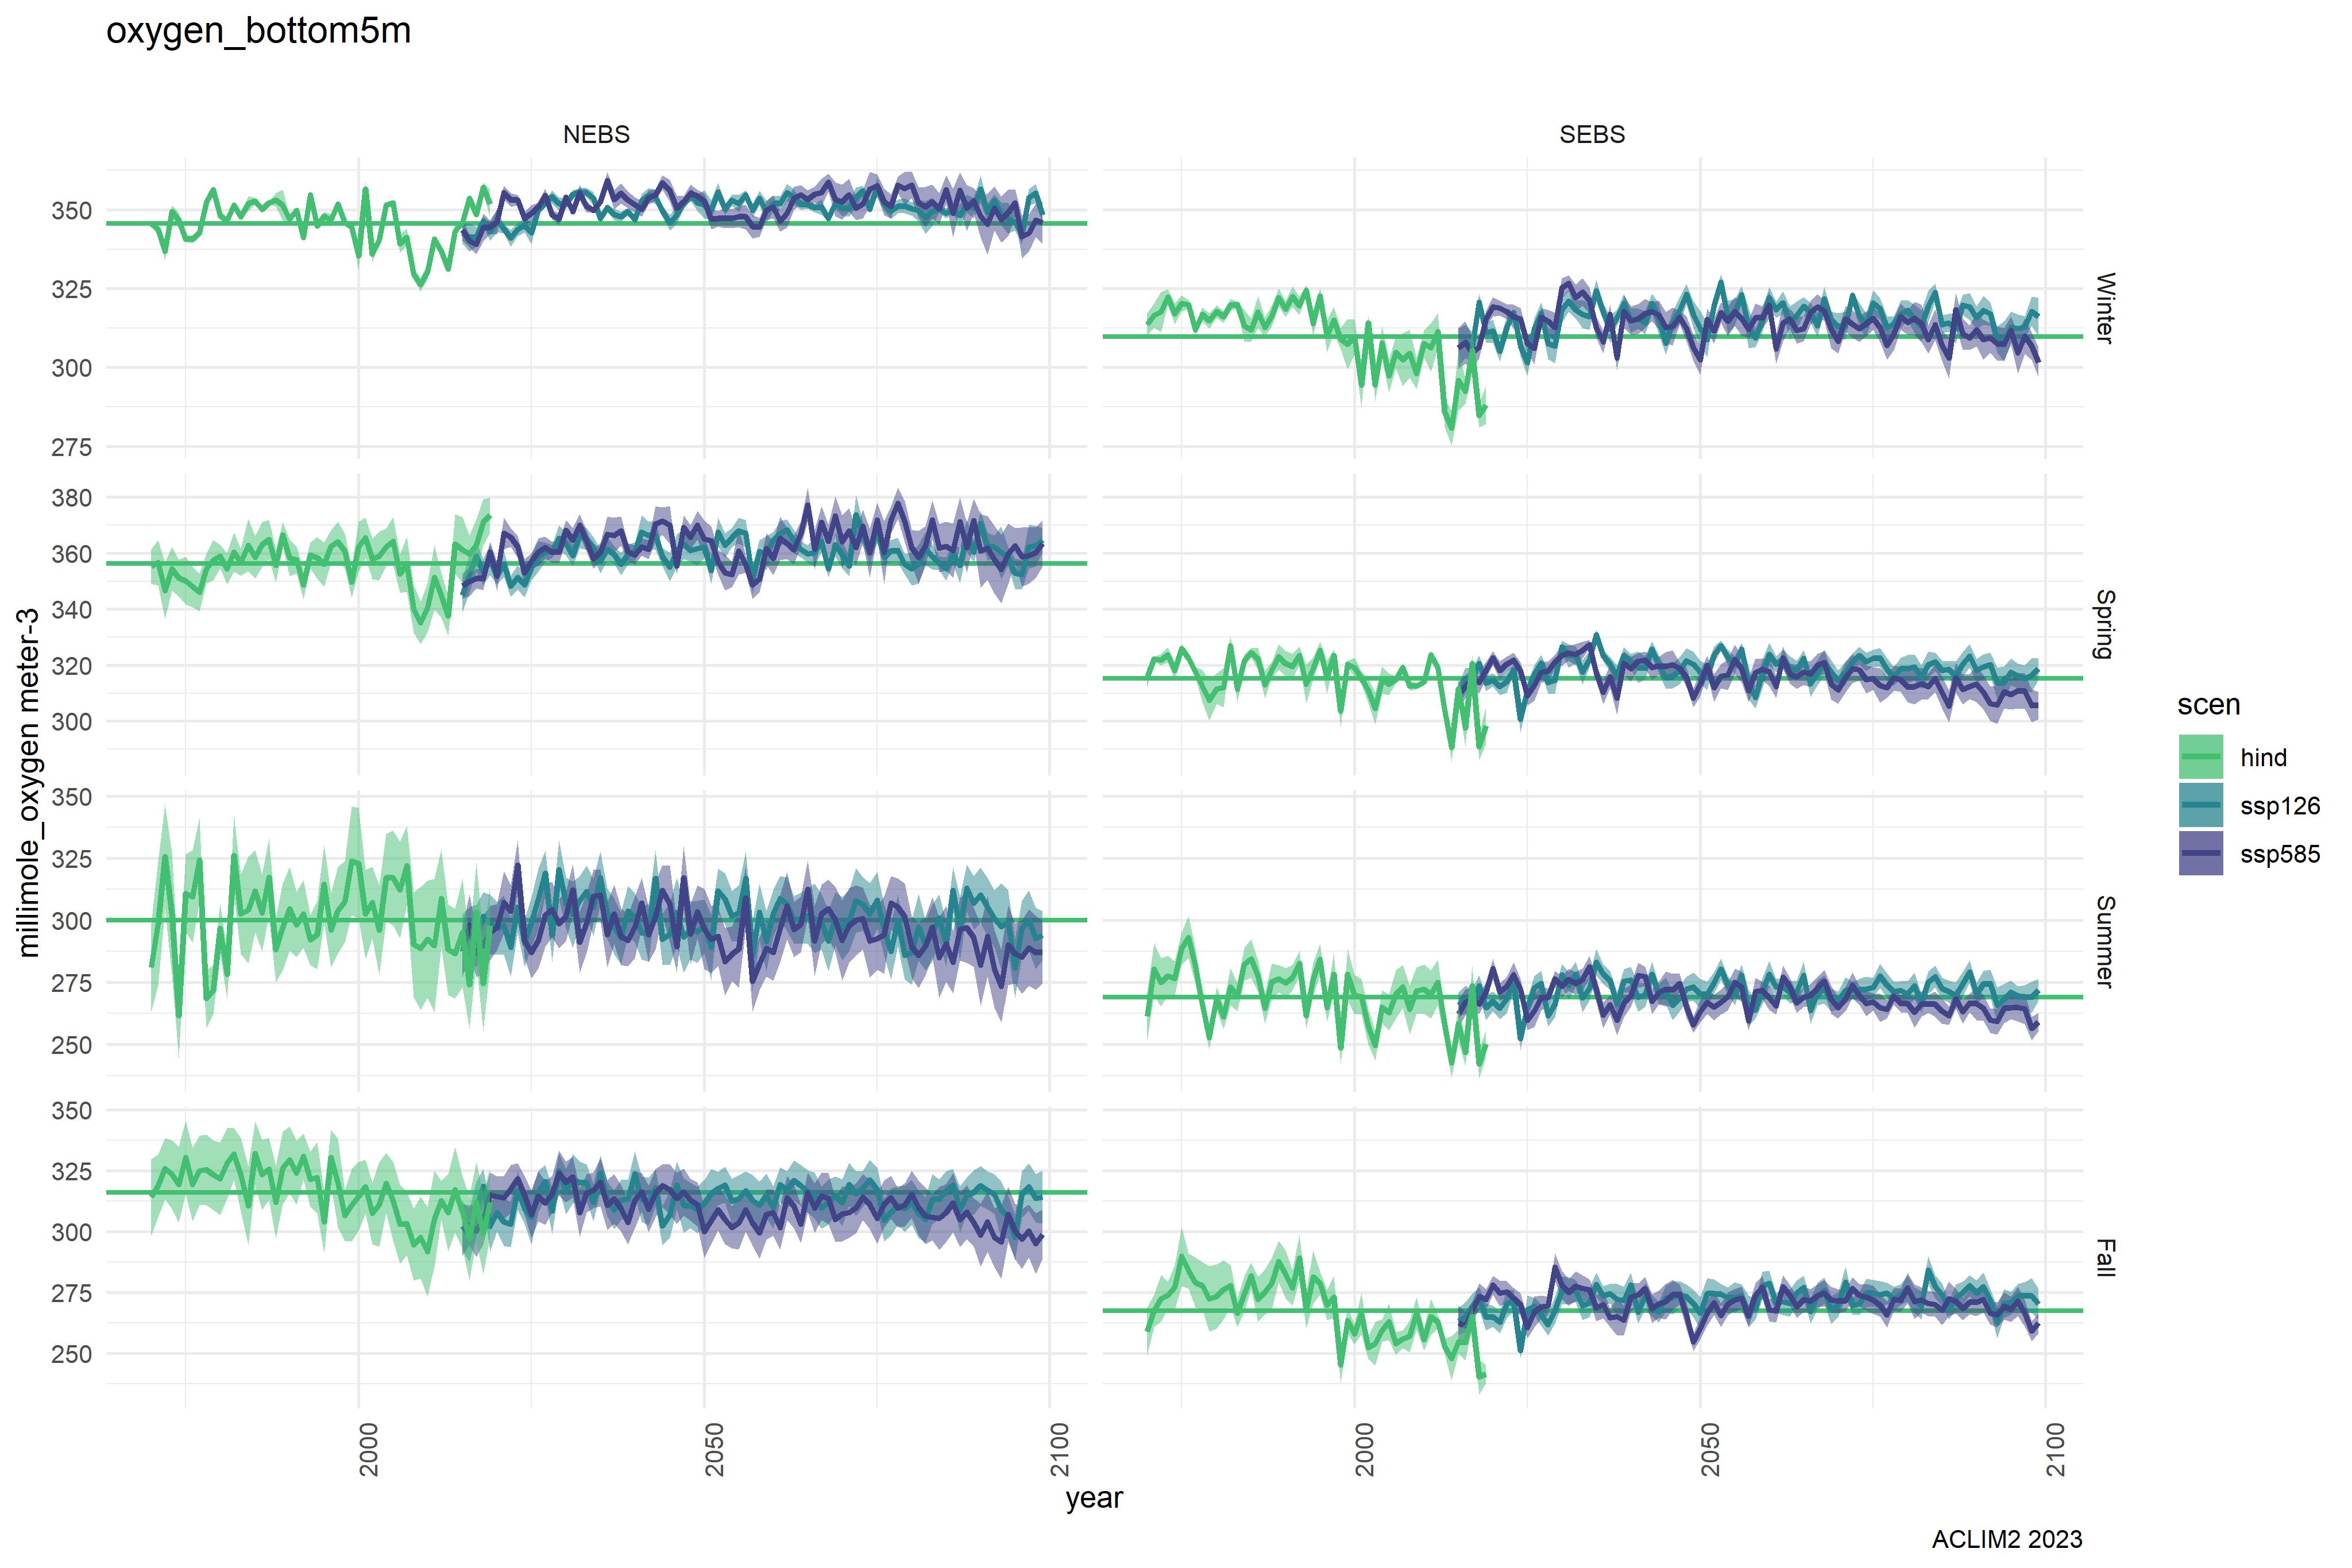 oxygen_bottom5m
NEBS
SEBS
350
325
300
275
Winter
380
360
340
320
300
Spring
350
325
300
275
250
Summer
350
325
300
275
250
Fall
millimole_oxygen meter-3
2000
2050
2100
2000
2050
2100
year
scen
hind
ssp126
ssp585
ACLIM2 2023